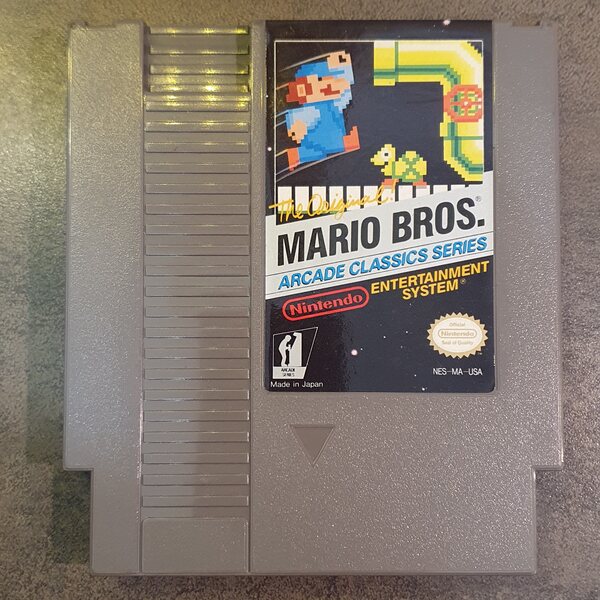 The Original!
MARIO BROS.®
ARCADE CLASSICS SERIES
Nintendo
ENTERTAINMENT
SYSTEM®
Official
Nintendo
Seal of Quality
ARCADE
SERIES
Made in Japan
NES-MA-USA